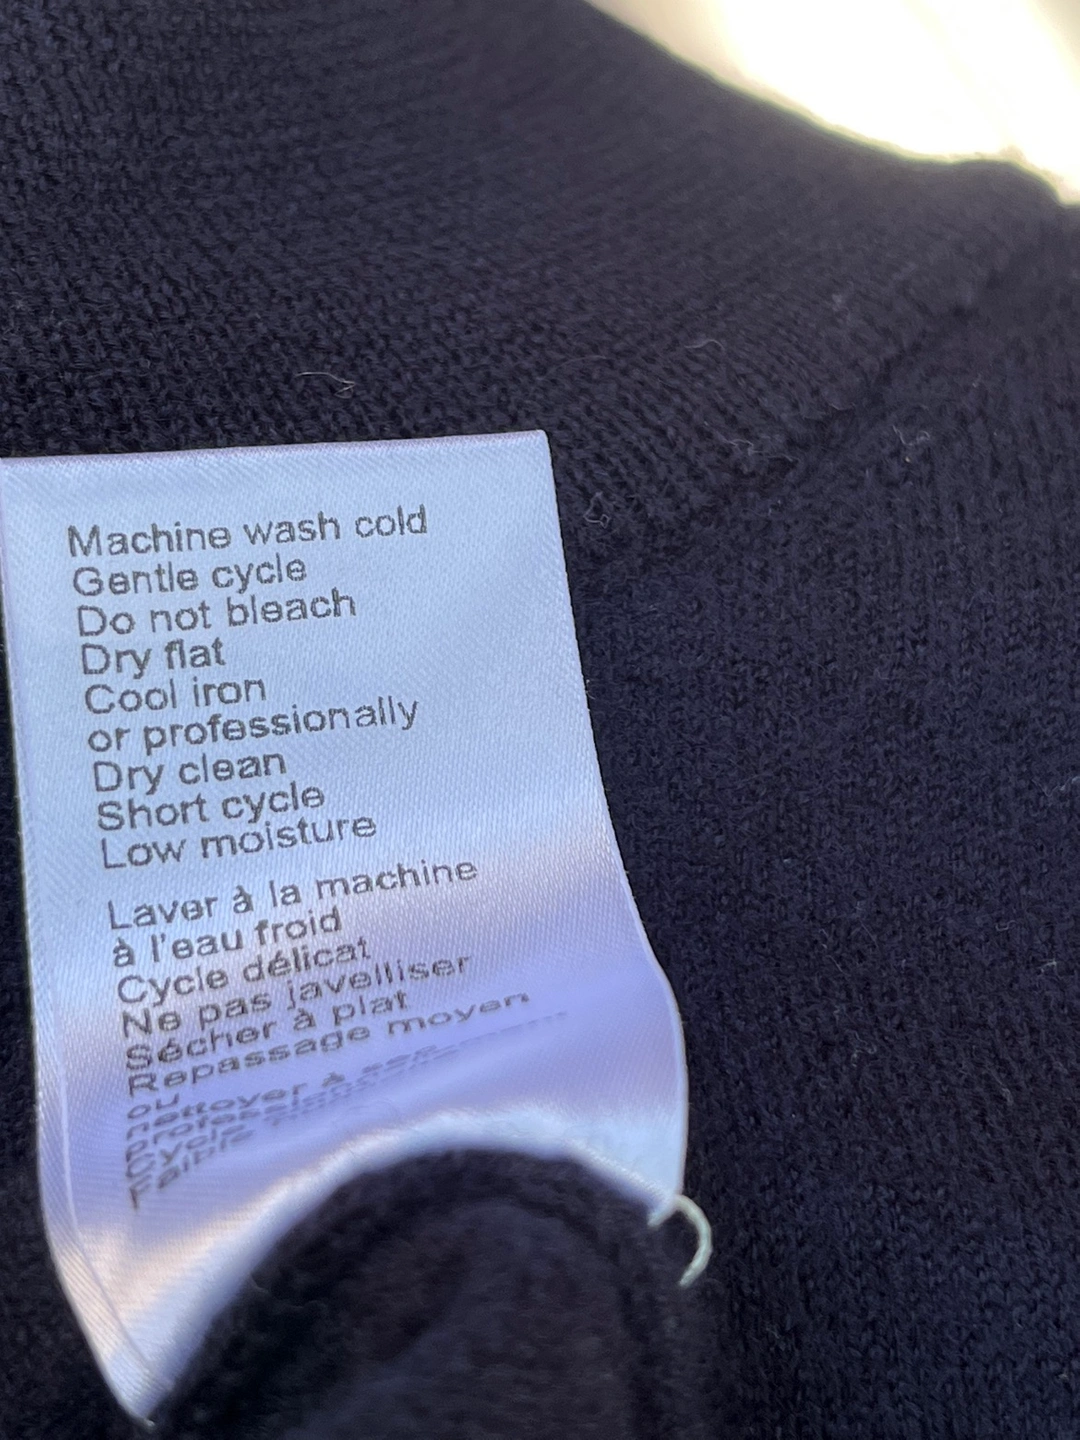 Machine wash cold
Gentle cycle
Do not bleach
Dry flat
Cool iron
or professionally
Dry clean
Short cycle
Low moisture
Laver à la machine
à l'eau froid
Cycle délicat
Ne pas javelliser
Sécher à plat
Repassage moyen
ou
nettoyer à